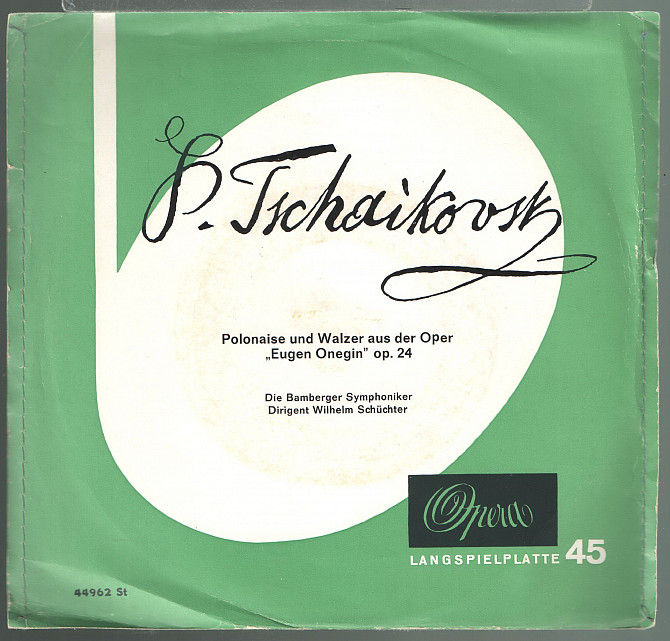 P. Tschaikovsky
Polonaise und Walzer aus der Oper
„Eugen Onegin" op. 24
Die Bamberger Symphoniker
Dirigent Wilhelm Schüchter
Opera
LANGSPIELPLATTE 45
44962 St